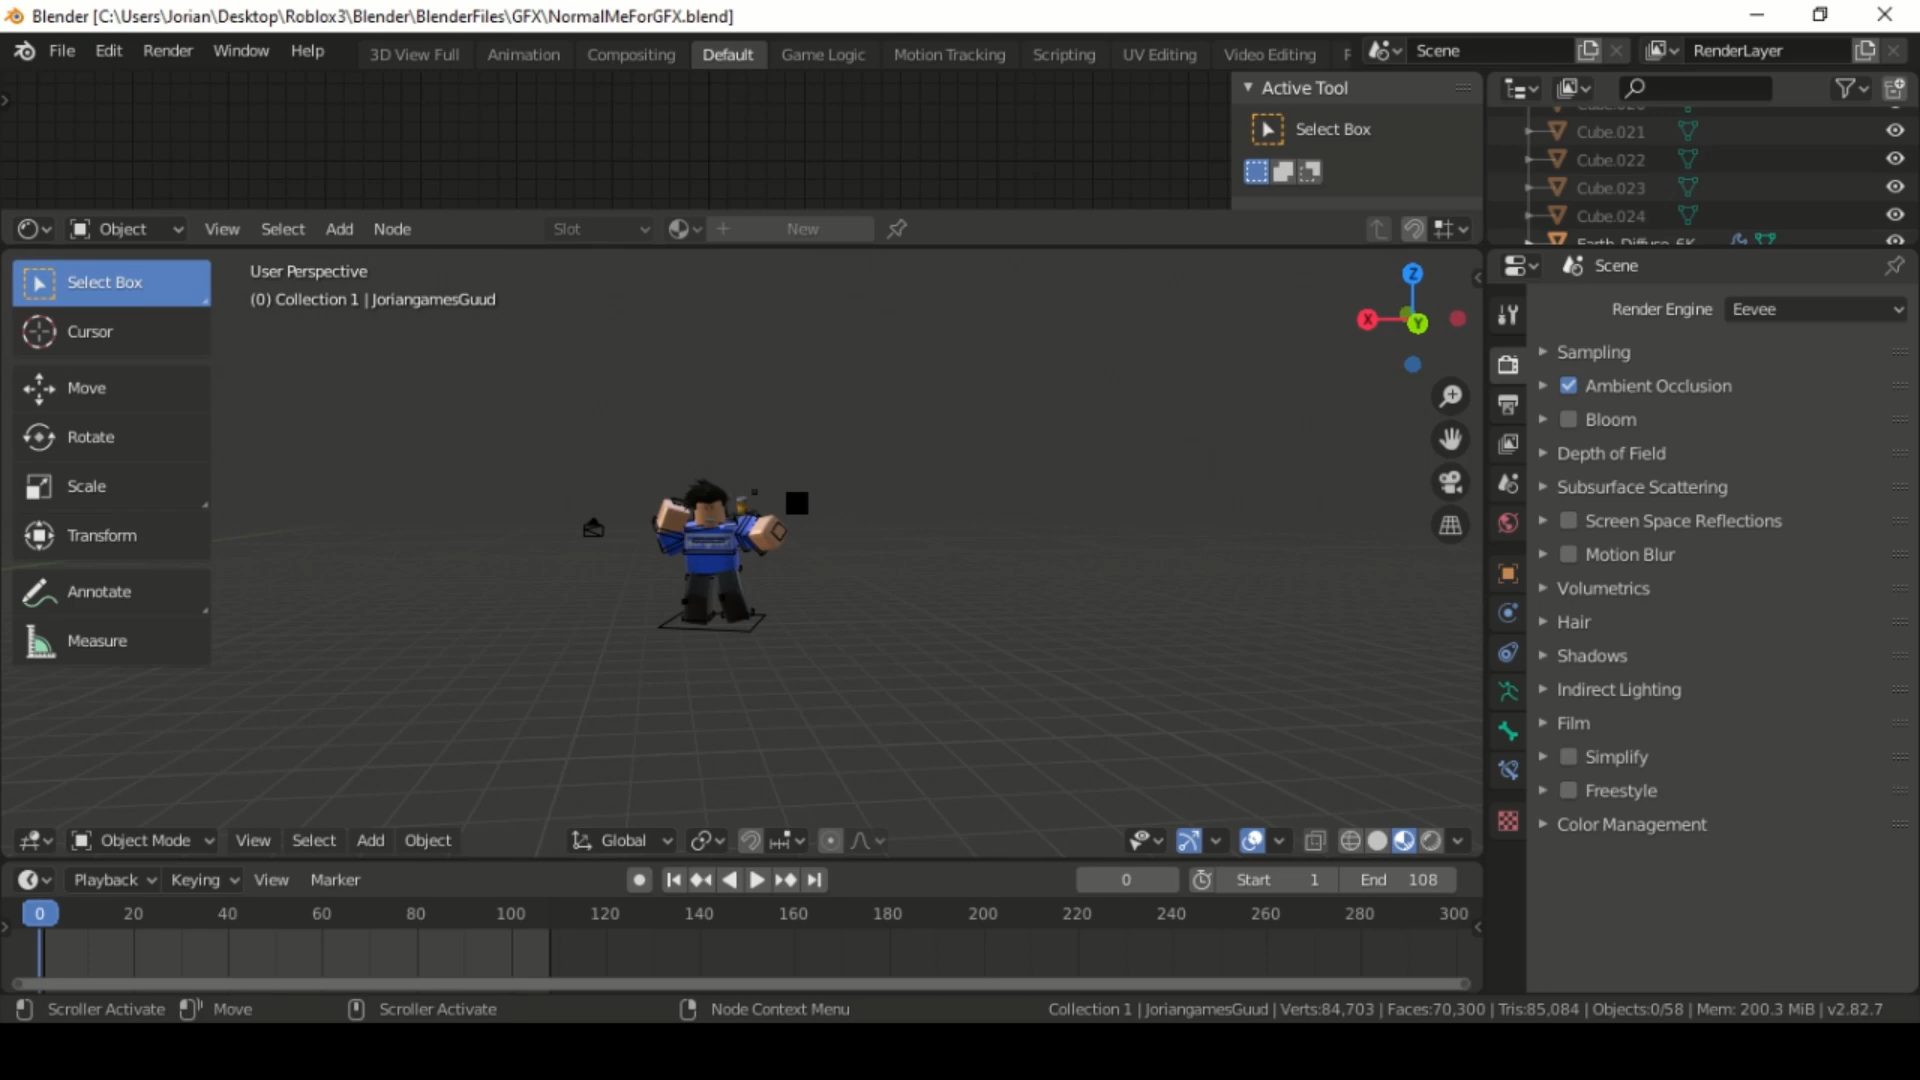 Blender [C:\Users\Jorian\Desktop\Roblox3\Blender\BlenderFiles\GFX\NormalMeForGFX.blend]
File Edit Render Window Help 3D View Full Animation Compositing Default Game Logic Motion Tracking Scripting UV Editing Video Editing Scene RenderLayer
Active Tool
Select Box
Cube.021
Cube.022
Cube.023
Cube.024
Earth_Diffuse_6K
Object View Select Add Node Slot New
Scene
Render Engine Eevee
Sampling
Ambient Occlusion
Bloom
Depth of Field
Subsurface Scattering
Screen Space Reflections
Motion Blur
Volumetrics
Hair
Shadows
Indirect Lighting
Film
Simplify
Freestyle
Color Management
Select Box
Cursor
Move
Rotate
Scale
Transform
Annotate
Measure
User Perspective
(0) Collection 1 | JoriangamesGuud
Z
X
Y
Object Mode View Select Add Object Global
Playback Keying View Marker 0 Start 1 End 108
0 20 40 60 80 100 120 140 160 180 200 220 240 260 280 300
Scroller Activate Move Scroller Activate Node Context Menu Collection 1 | JoriangamesGuud | Verts:84,703 | Faces:70,300 | Tris:85,084 | Objects:0/58 | Mem: 200.3 MiB | v2.82.7